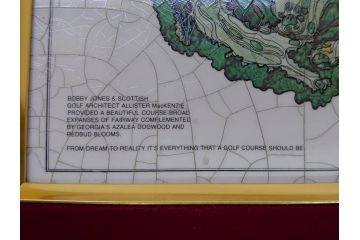 BOBBY JONES & SCOTTISH
GOLF ARCHITECT ALLISTER MacKENZIE
PROVIDED A BEAUTIFUL COURSE-BROAD
EXPANSES OF FAIRWAY COMPLEMENTED
BY GEORGIA'S AZALEA DOGWOOD AND
REDBUD BLOOMS.
FROM DREAM TO REALITY IT'S EVERYTHING THAT A GOLF COURSE SHOULD BE